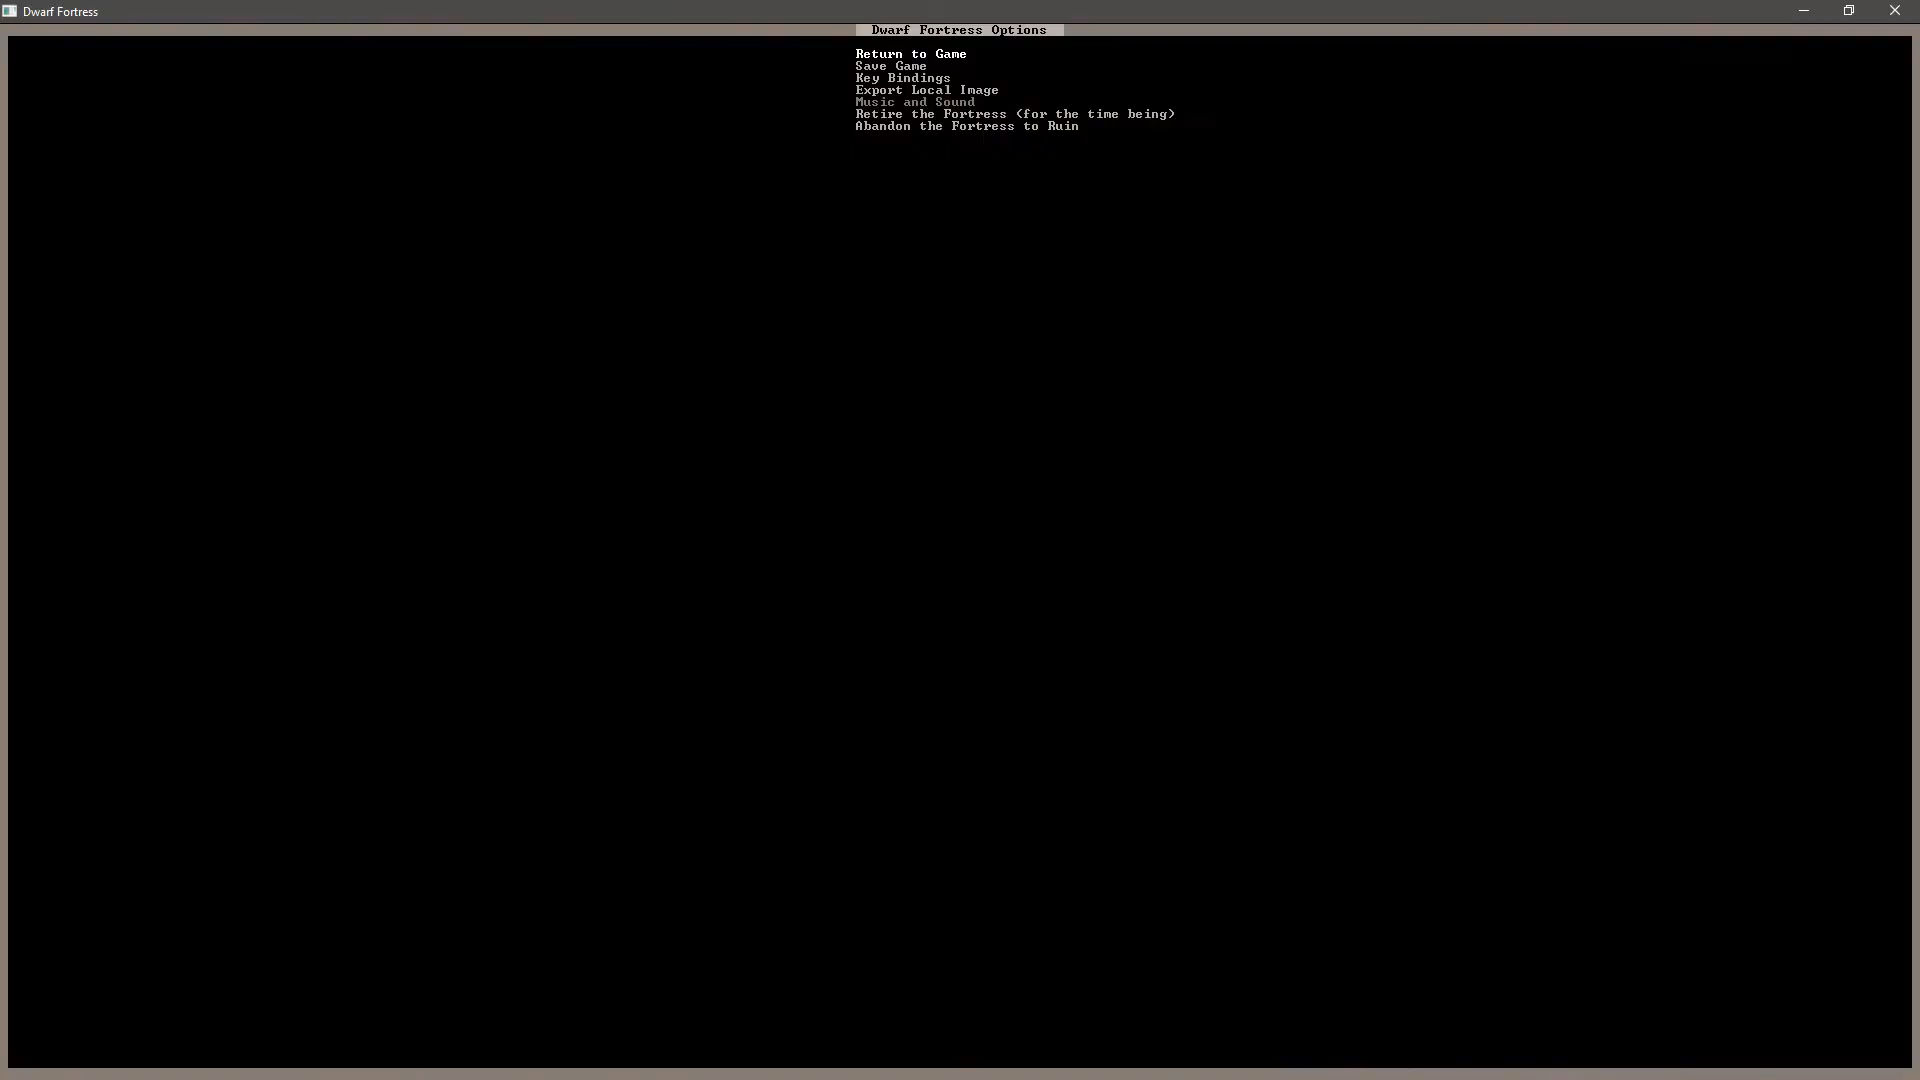 Dwarf Fortress
Dwarf Fortress Options
Return to Game
Save Game
Key Bindings
Export Local Image
Music and Sound
Retire the Fortress (for the time being)
Abandon the Fortress to Ruin